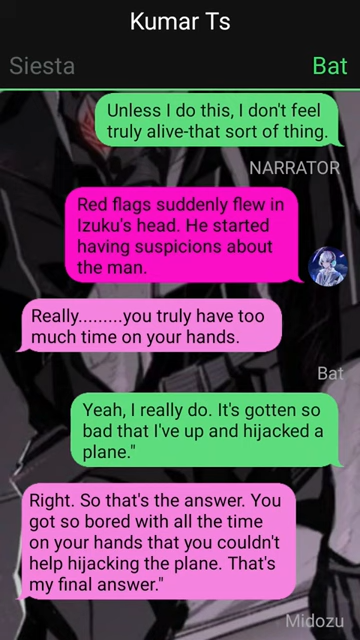 Kumar Ts
Siesta
Bat
Unless I do this, I don't feel
truly alive-that sort of thing.
NARRATOR
Red flags suddenly flew in
Izuku's head. He started
having suspicions about
the man.
Really.........you truly have too
much time on your hands.
Bat
Yeah, I really do. It's gotten so
bad that I've up and hijacked a
plane."
Right. So that's the answer. You
got so bored with all the time
on your hands that you couldn't
help hijacking the plane. That's
my final answer."
Midozu